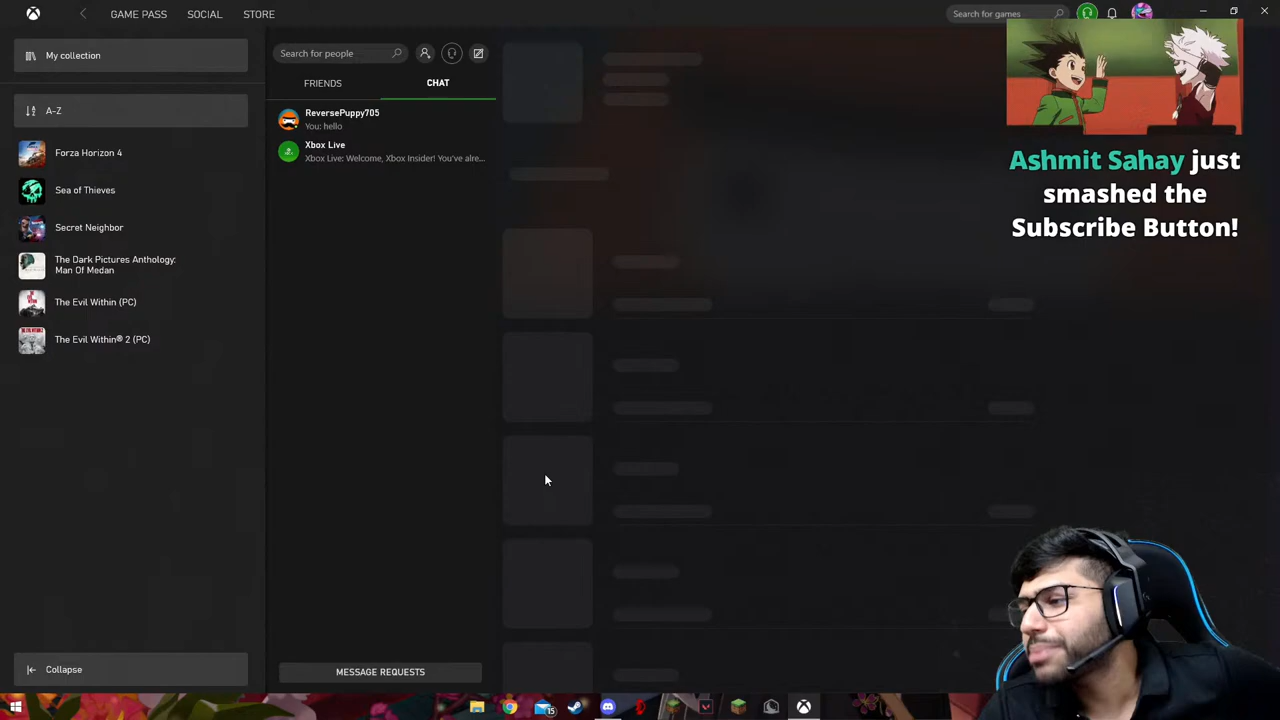 GAME PASS
SOCIAL
STORE
Search for games
My collection
A-Z
Forza Horizon 4
Sea of Thieves
Secret Neighbor
The Dark Pictures Anthology:
Man Of Medan
The Evil Within (PC)
The Evil Within® 2 (PC)
Collapse
Search for people
FRIENDS
CHAT
ReversePuppy705
You: hello
Xbox Live
Xbox Live: Welcome, Xbox Insider! You've alre...
MESSAGE REQUESTS
Ashmit Sahay just
smashed the
Subscribe Button!
15